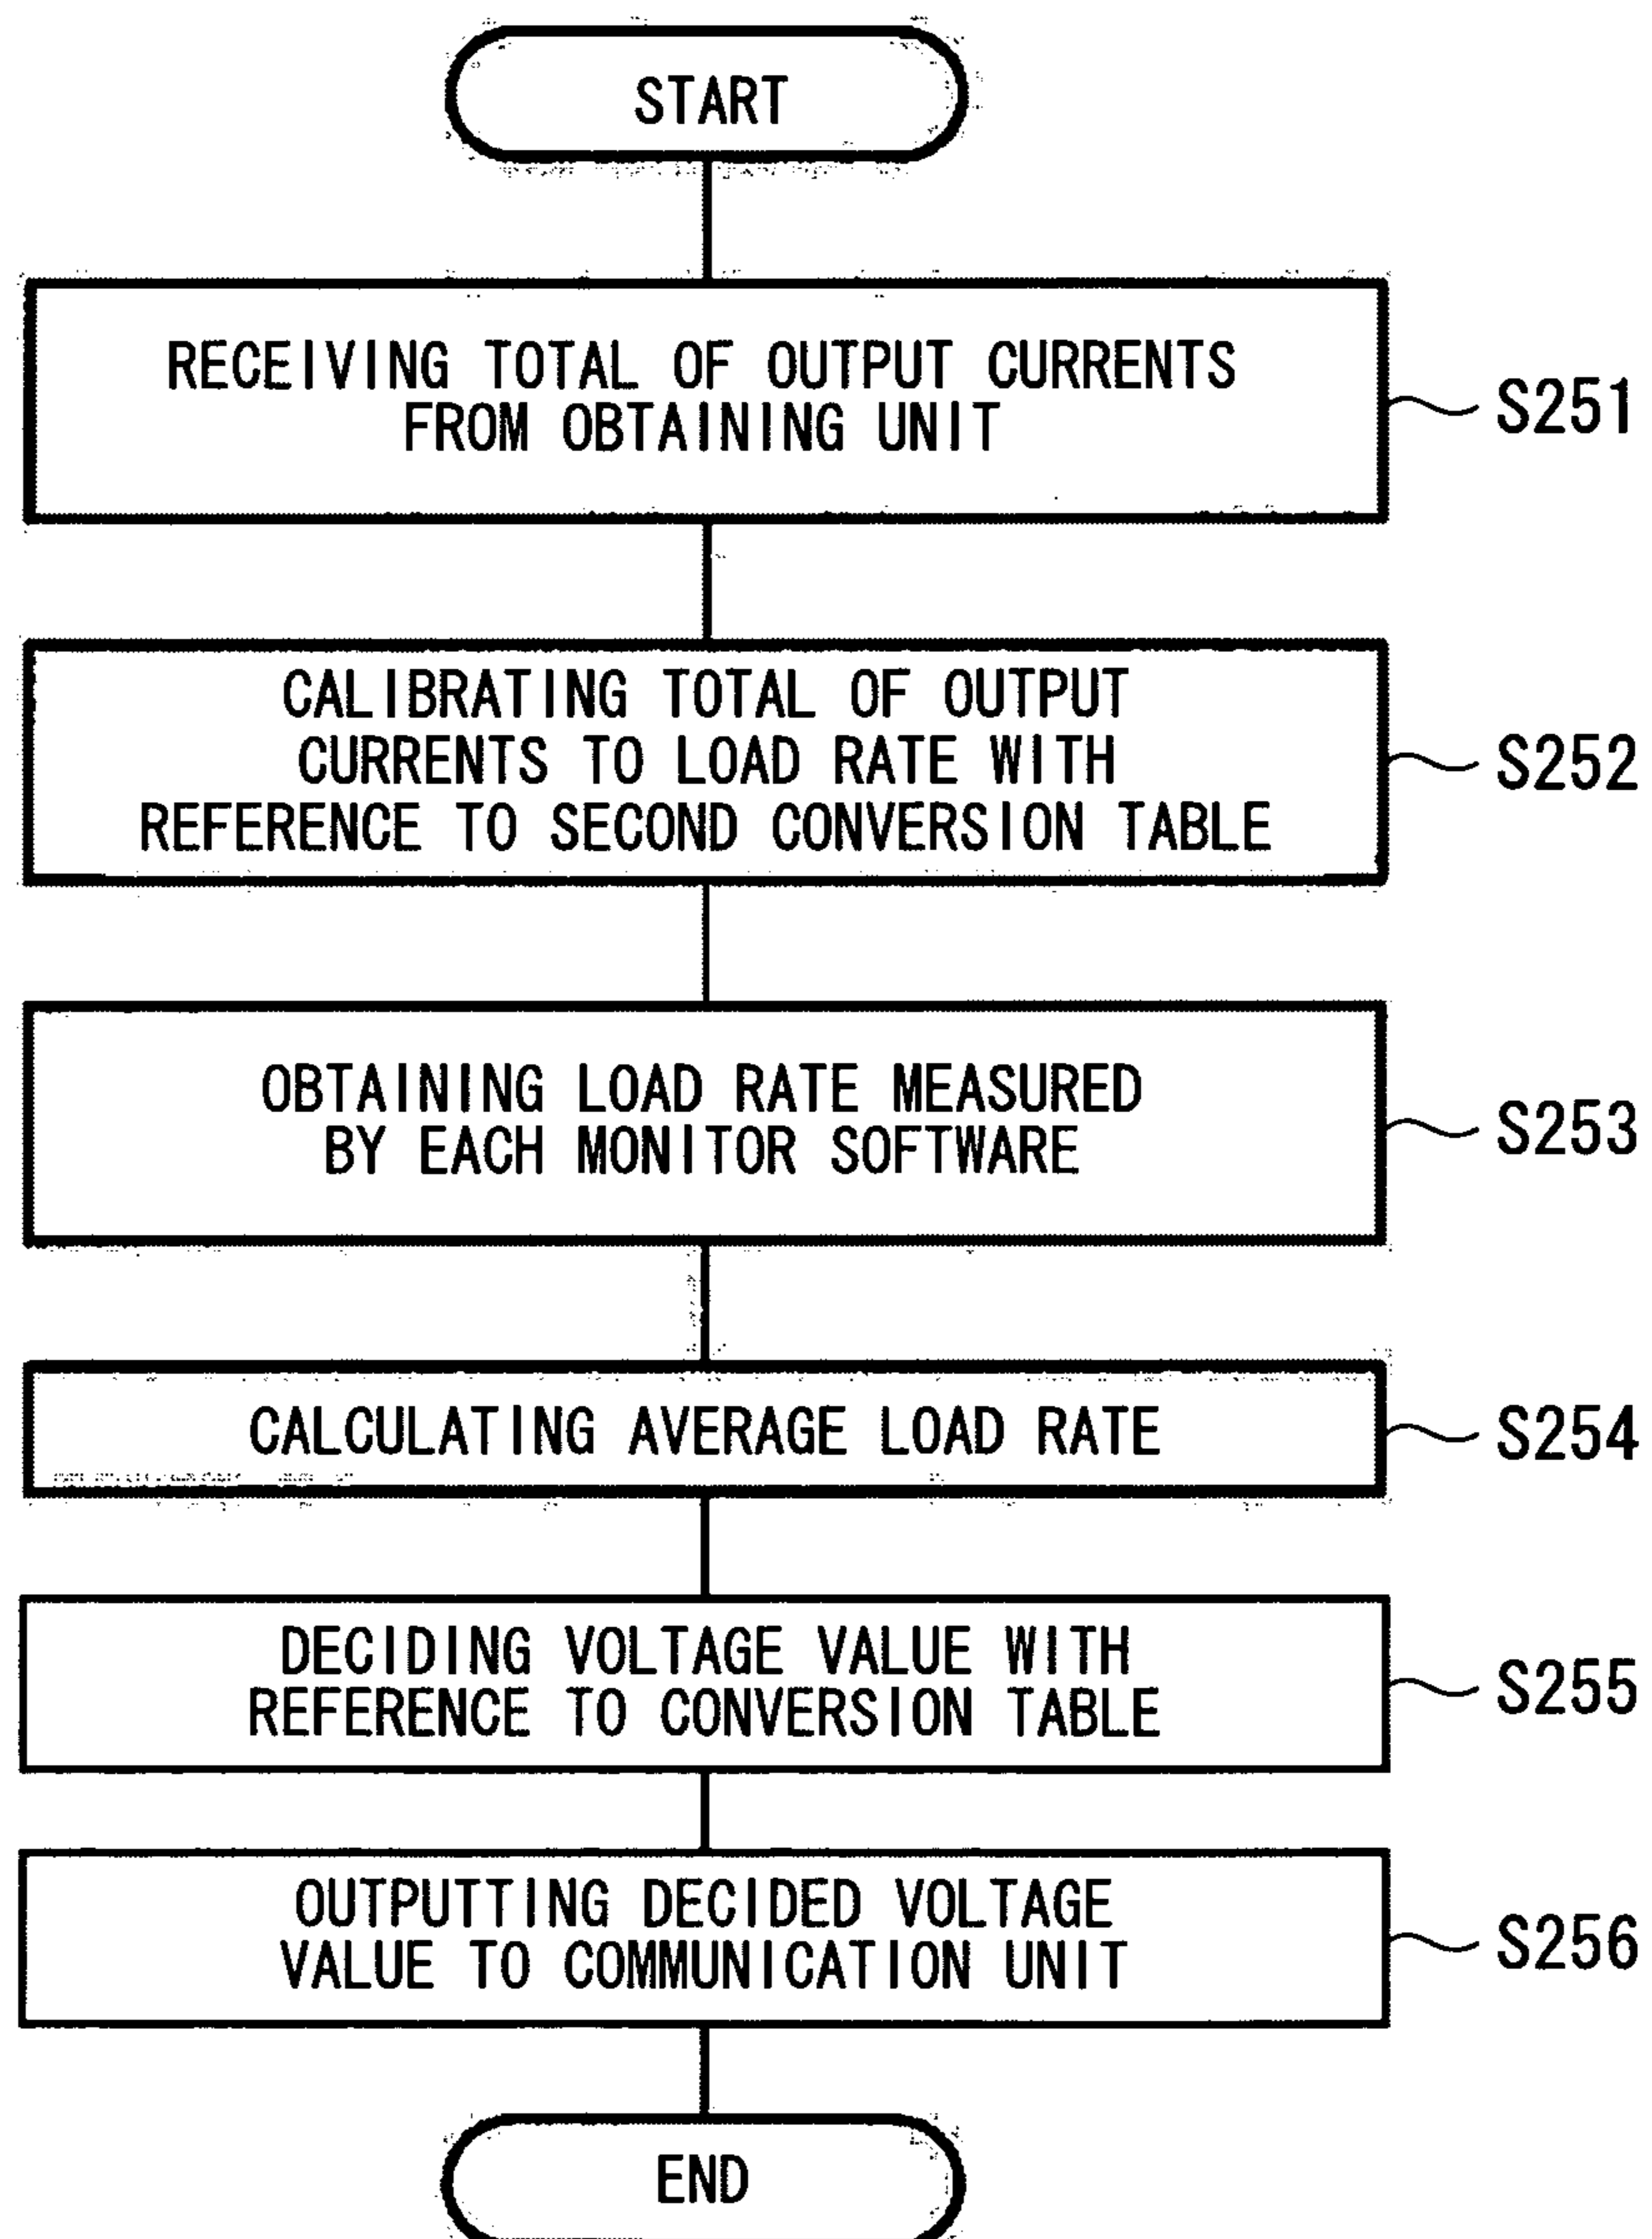 START
RECEIVING TOTAL OF OUTPUT CURRENTS
FROM OBTAINING UNIT
S251
CALIBRATING TOTAL OF OUTPUT
CURRENTS TO LOAD RATE WITH
REFERENCE TO SECOND CONVERSION TABLE
S252
OBTAINING LOAD RATE MEASURED
BY EACH MONITOR SOFTWARE
S253
CALCULATING AVERAGE LOAD RATE
S254
DECIDING VOLTAGE VALUE WITH
REFERENCE TO CONVERSION TABLE
S255
OUTPUTTING DECIDED VOLTAGE
VALUE TO COMMUNICATION UNIT
S256
END